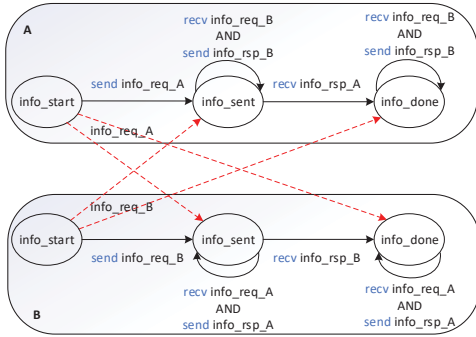 recv info_req_B
AND
send info_rsp_B
recv info_req_B
AND
send info_rsp_B
A
send info_req_A
recv info_rsp_A
info_start
info_sent
info_done
info_req_A
info_req_B
info_start
info_sent
info_done
send info_req_B
recv info_rsp_B
recv info_req_A
AND
send info_rsp_A
recv info_req_A
AND
send info_rsp_A
B